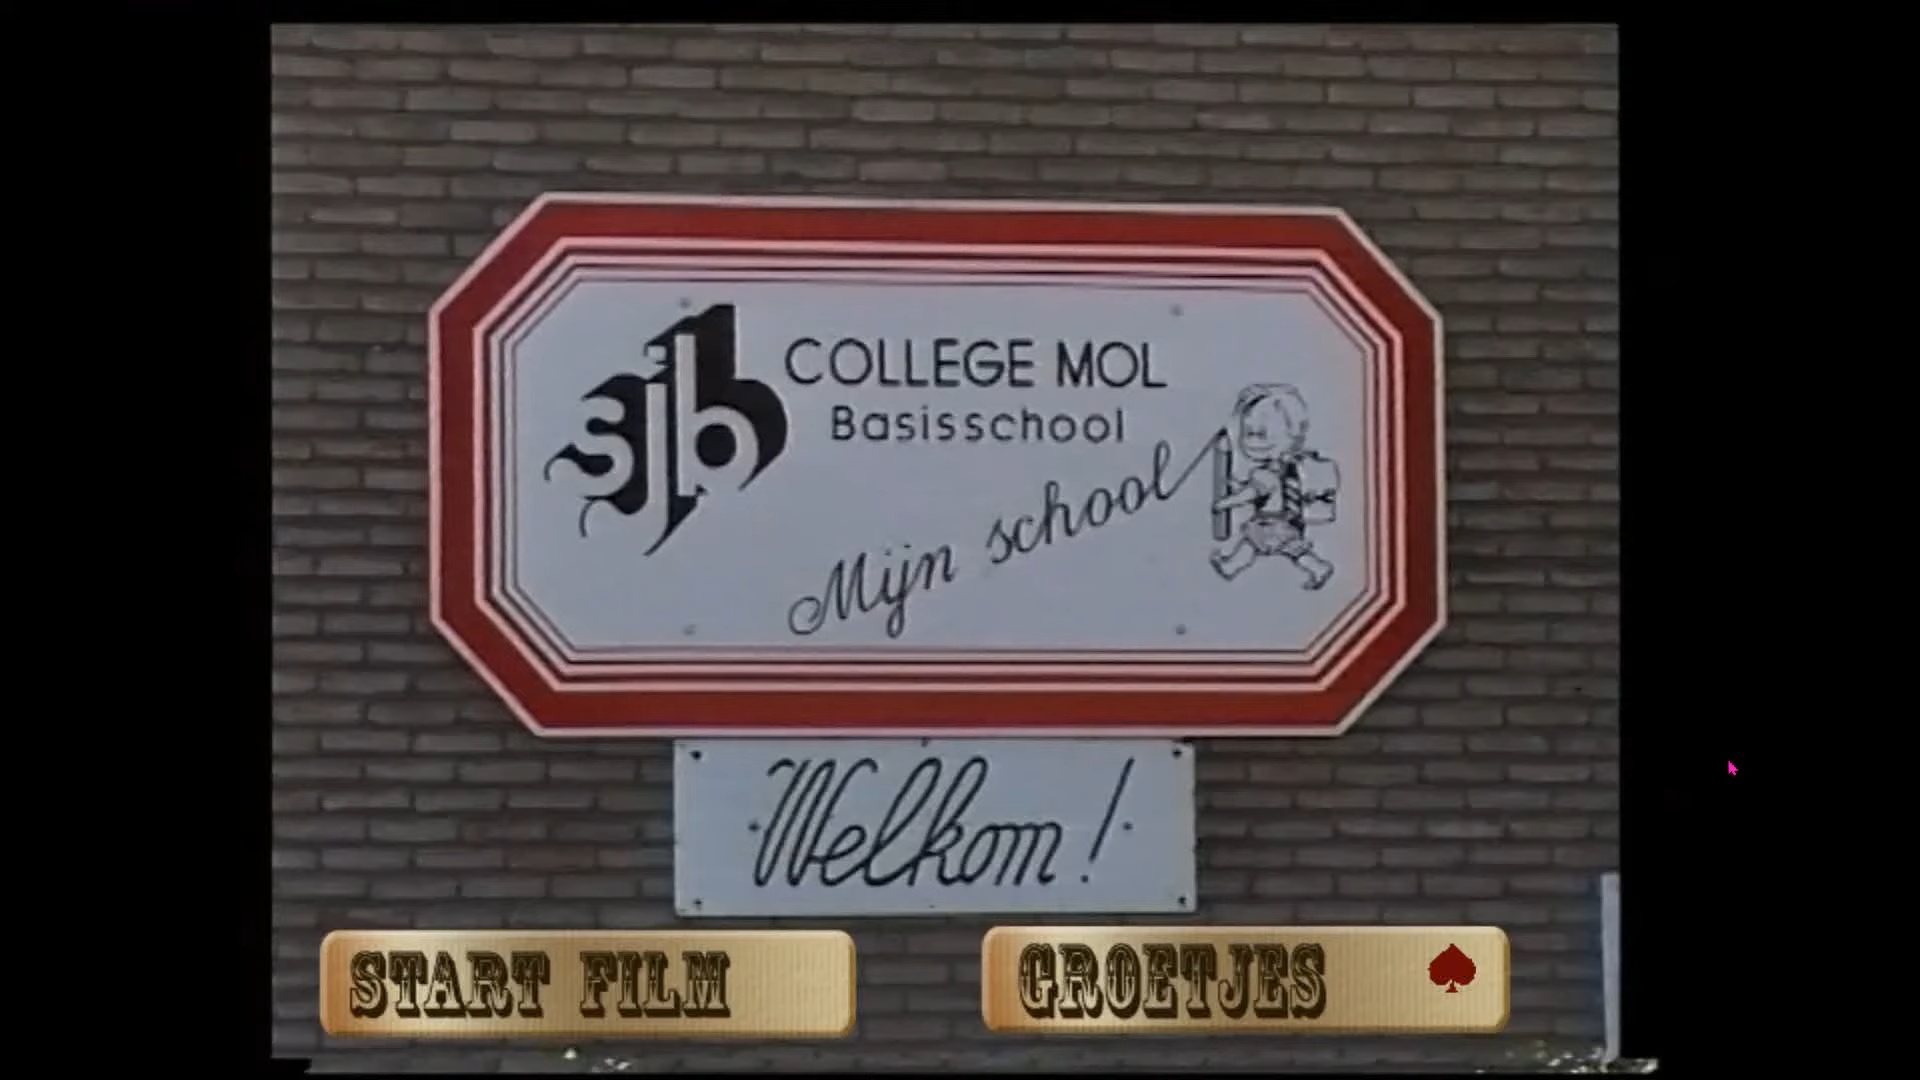 sjb
COLLEGE MOL
Basisschool
Mijn school
Welkom!
START FILM
GROETJES